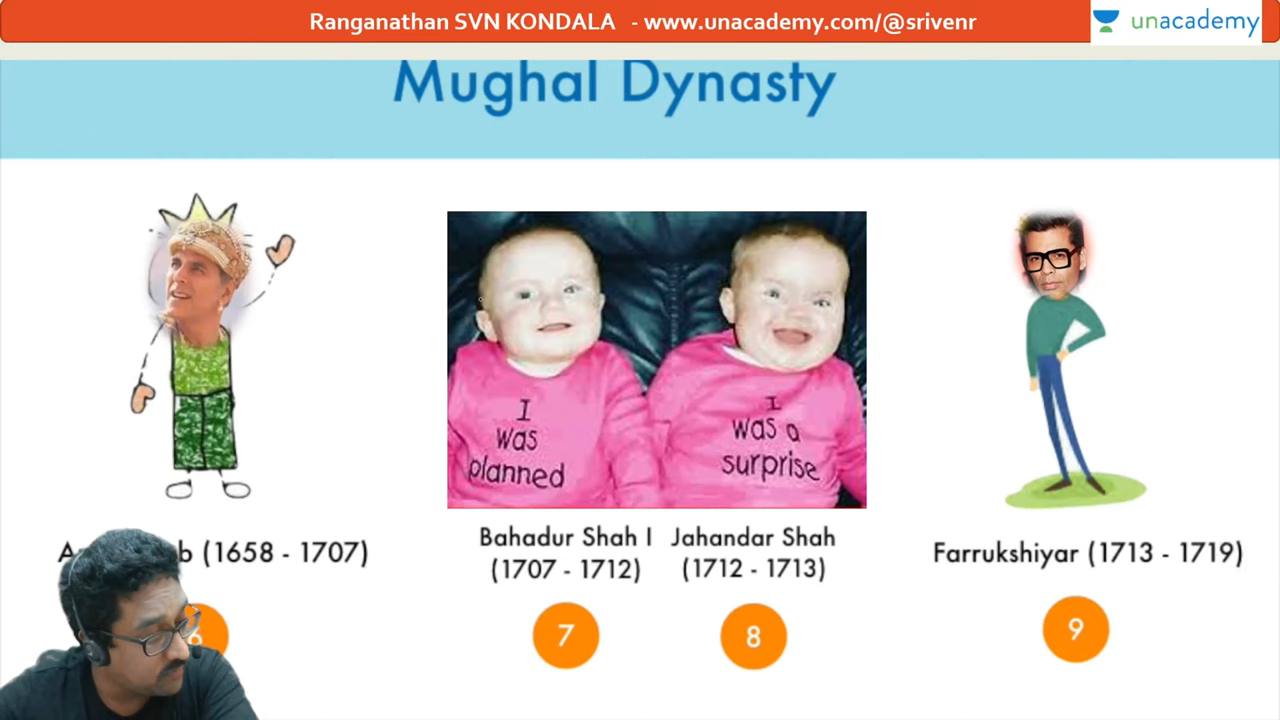 Ranganathan SVN KONDALA - www.unacademy.com/@srivenr
unacademy
Mughal Dynasty
I
was
planned
I
was a
surprise
(1658 - 1707)
Bahadur Shah I
(1707 - 1712)
Jahandar Shah
(1712 - 1713)
Farrukshiyar (1713 - 1719)
6
7
8
9